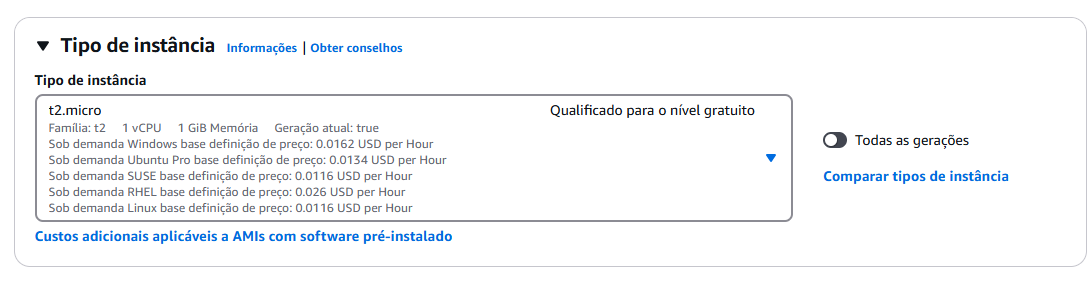 Tipo de instância Informações | Obter conselhos
Tipo de instância
t2.micro Qualificado para o nível gratuito
Família: t2 1 vCPU 1 GiB Memória Geração atual: true
Sob demanda Windows base definição de preço: 0.0162 USD per Hour
Sob demanda Ubuntu Pro base definição de preço: 0.0134 USD per Hour
Sob demanda SUSE base definição de preço: 0.0116 USD per Hour
Sob demanda RHEL base definição de preço: 0.026 USD per Hour
Sob demanda Linux base definição de preço: 0.0116 USD per Hour
Todas as gerações
Comparar tipos de instância
Custos adicionais aplicáveis a AMIs com software pré-instalado